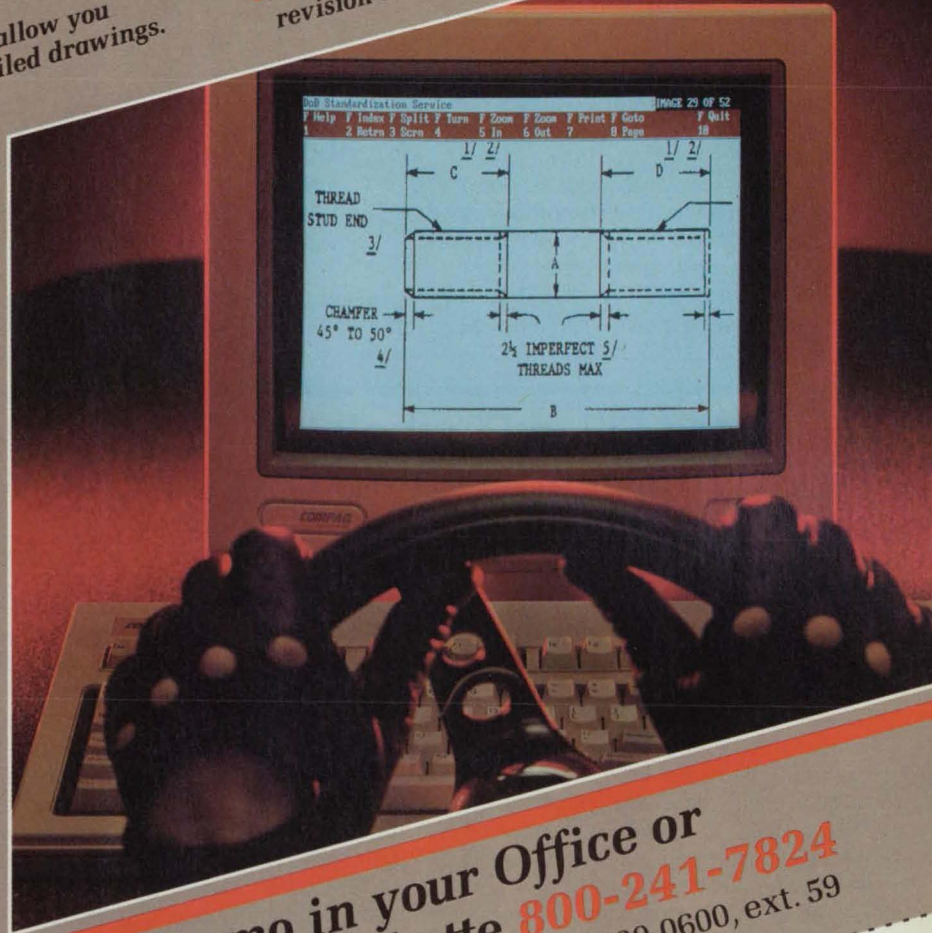 allow you
drawings.
revision
DoD Standardization Service IMAGE 29 OF 52
F Help F Index F Split F Turn F Zoom F Zoom F Print F Goto F Quit
1 2 Retrn 3 Scrn 4 5 In 6 Out 7 8 Page 10
1/ 2/ 1/ 2/
C D
THREAD
STUD END
3/
A
CHAMFER
45° TO 50°
4/
2½ IMPERFECT 5/
THREADS MAX
B
COMPAQ
in your Office or
800-241-7824
0600, ext. 59